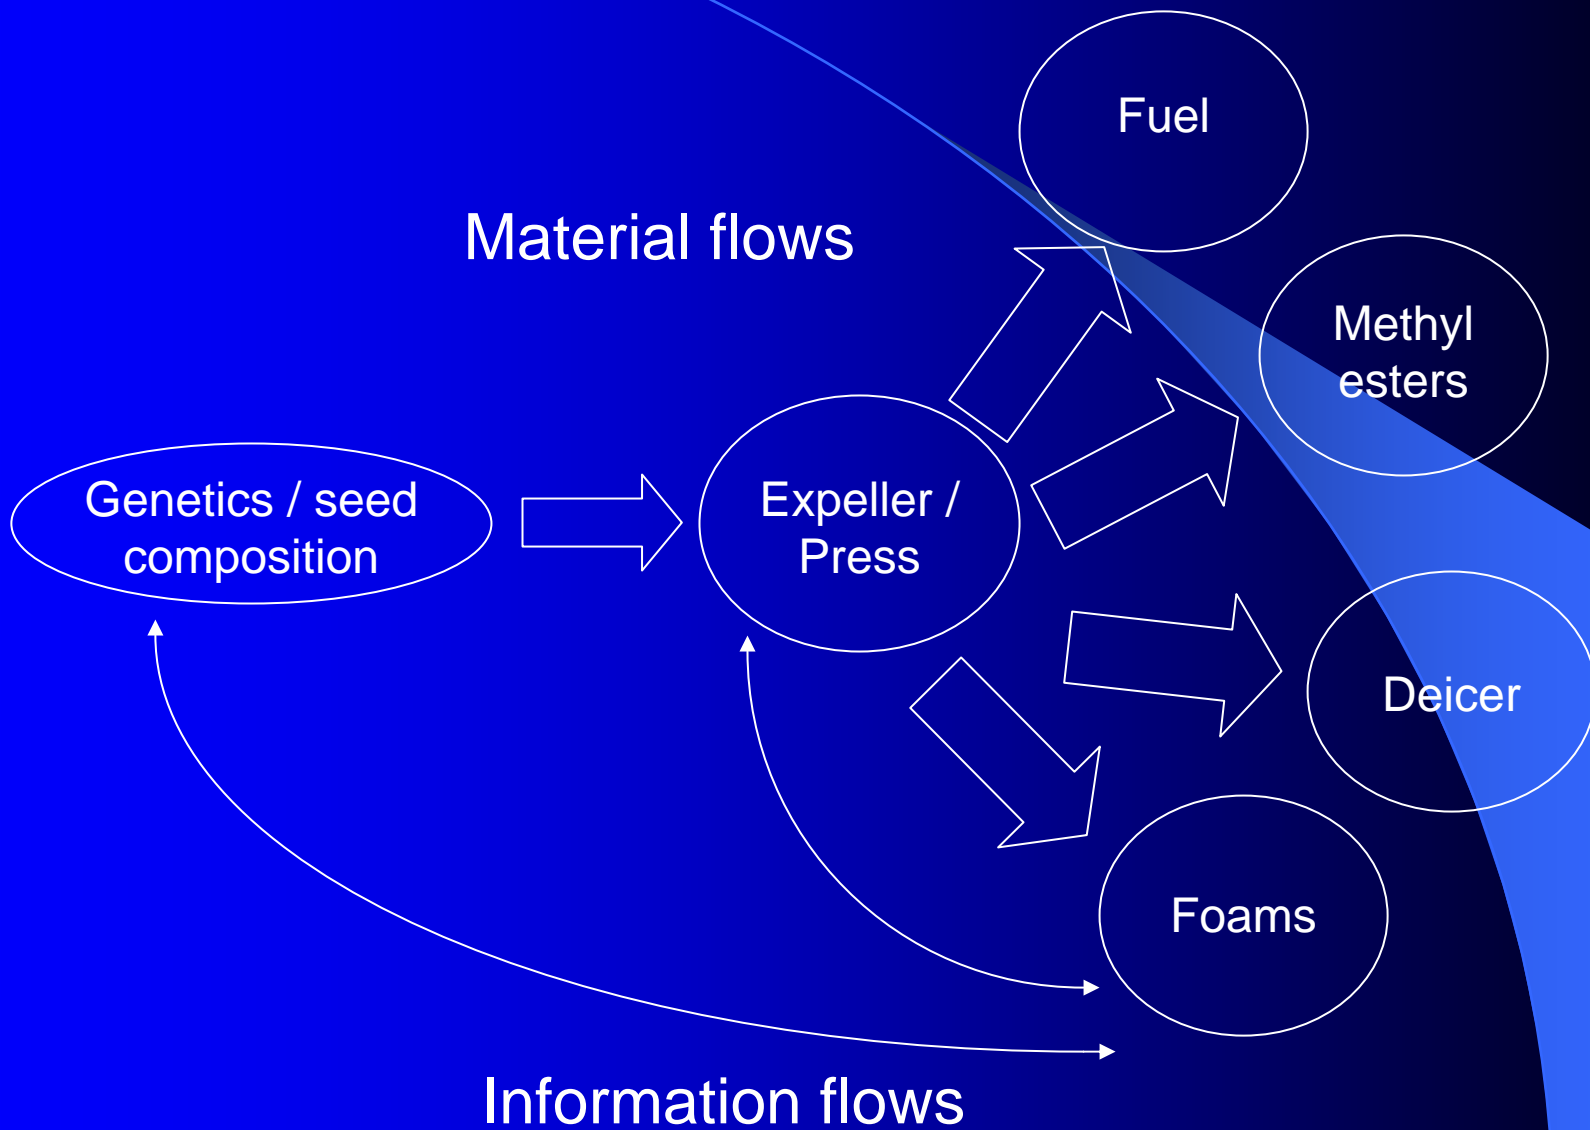 Fuel
Material flows
Methyl
esters
Genetics / seed
composition
Expeller /
Press
Deicer
Foams
Information flows